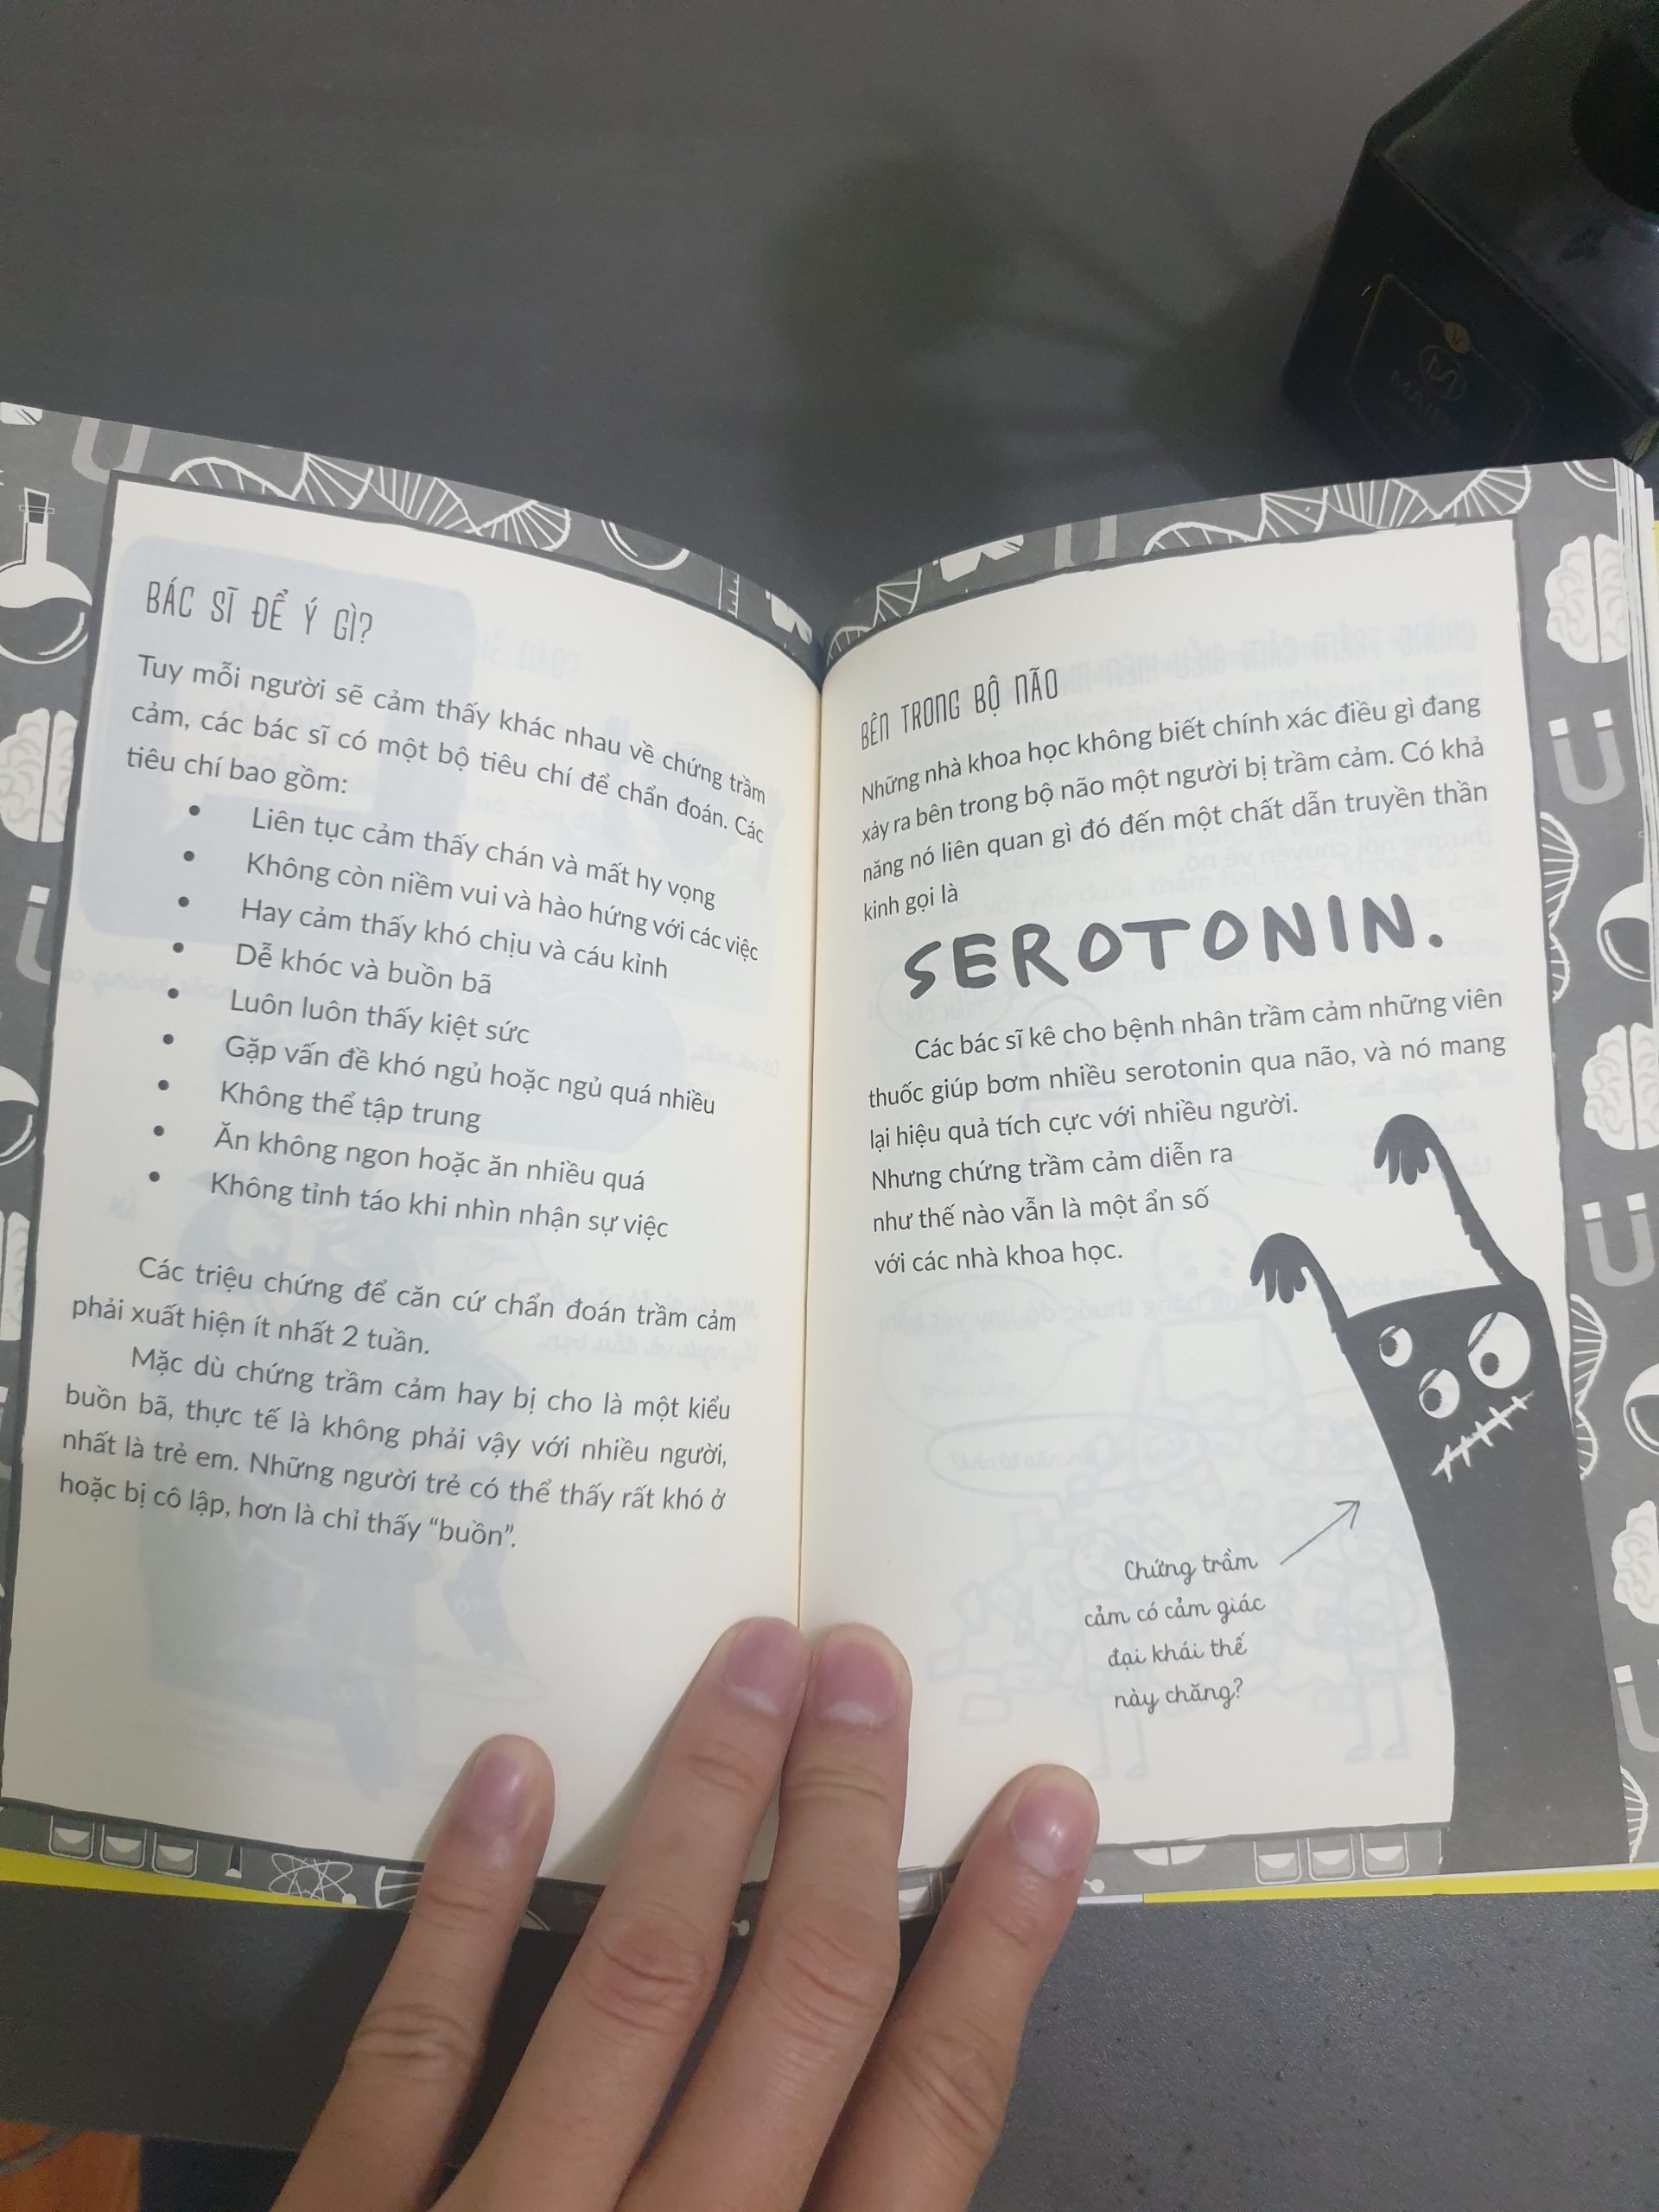 BÁC SĨ ĐỂ Ý GÌ?
Tuy mỗi người sẽ cảm thấy khác nhau về chứng trầm
cảm, các bác sĩ có một bộ tiêu chí để chẩn đoán. Các
tiêu chí bao gồm:
• Liên tục cảm thấy chán và mất hy vọng
• Không còn niềm vui và hào hứng với các việc
• Hay cảm thấy khó chịu và cáu kỉnh
• Dễ khóc và buồn bã
• Luôn luôn thấy kiệt sức
• Gặp vấn đề khó ngủ hoặc ngủ quá nhiều
• Không thể tập trung
• Ăn không ngon hoặc ăn nhiều quá
• Không tỉnh táo khi nhìn nhận sự việc
Các triệu chứng để căn cứ chẩn đoán trầm cảm
phải xuất hiện ít nhất 2 tuần.
Mặc dù chứng trầm cảm hay bị cho là một kiểu
buồn bã, thực tế là không phải vậy với nhiều người,
nhất là trẻ em. Những người trẻ có thể thấy rất khó ở
hoặc bị cô lập, hơn là chỉ thấy “buồn”.
BÊN TRONG BỘ NÃO
Những nhà khoa học không biết chính xác điều gì đang
xảy ra bên trong bộ não một người bị trầm cảm. Có khả
năng nó liên quan gì đó đến một chất dẫn truyền thần
kinh gọi là
SEROTONIN.
Các bác sĩ kê cho bệnh nhân trầm cảm những viên
thuốc giúp bơm nhiều serotonin qua não, và nó mang
lại hiệu quả tích cực với nhiều người.
Nhưng chứng trầm cảm diễn ra
như thế nào vẫn là một ẩn số
với các nhà khoa học.
Chứng trầm
cảm có cảm giác
đại khái thế
này chăng?